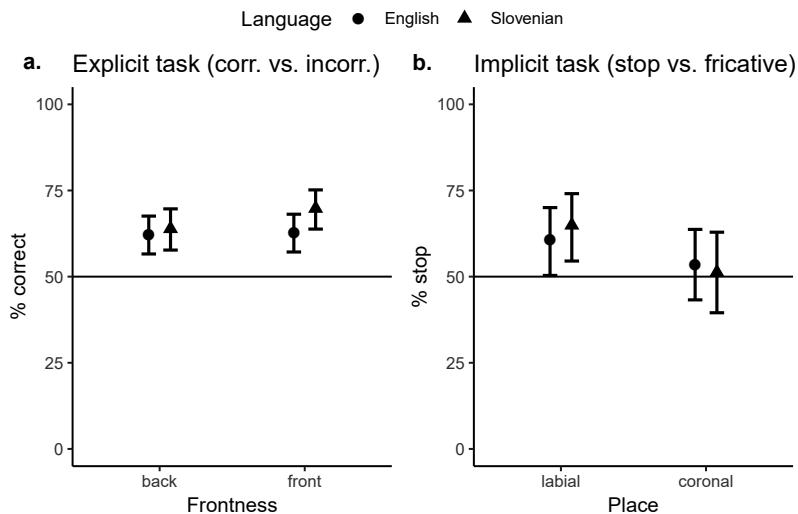 Language English Slovenian
a. Explicit task (corr. vs. incorr.)
100
75
50
25
0
% correct
back front
Frontness
b. Implicit task (stop vs. fricative)
100
75
50
25
0
% stop
labial coronal
Place